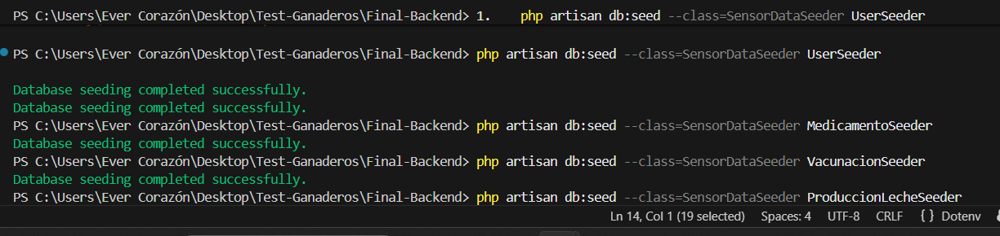 PS C:\Users\Ever Corazón\Desktop\Test-Ganaderos\Final-Backend> 1.    php artisan db:seed --class=SensorDataSeeder UserSeeder
PS C:\Users\Ever Corazón\Desktop\Test-Ganaderos\Final-Backend> php artisan db:seed --class=SensorDataSeeder UserSeeder
Database seeding completed successfully.
Database seeding completed successfully.
PS C:\Users\Ever Corazón\Desktop\Test-Ganaderos\Final-Backend> php artisan db:seed --class=SensorDataSeeder MedicamentoSeeder
Database seeding completed successfully.
PS C:\Users\Ever Corazón\Desktop\Test-Ganaderos\Final-Backend> php artisan db:seed --class=SensorDataSeeder VacunacionSeeder
Database seeding completed successfully.
PS C:\Users\Ever Corazón\Desktop\Test-Ganaderos\Final-Backend> php artisan db:seed --class=SensorDataSeeder ProduccionLecheSeeder
Ln 14, Col 1 (19 selected) Spaces: 4 UTF-8 CRLF {} Dotenv